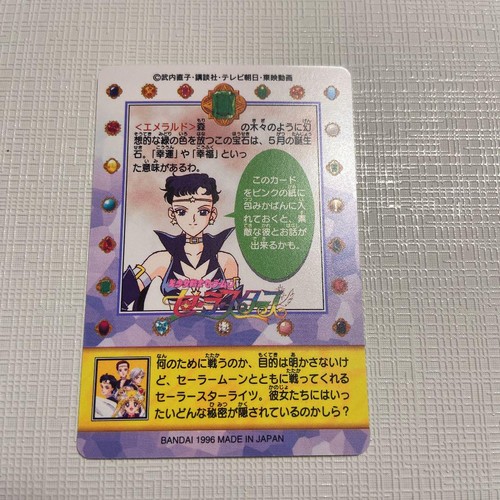 ©武内直子・講談社・テレビ朝日・東映動画
<エメラルド>森の木々のように幻
想的な緑の色を放つこの宝石は、5月の誕生
石。「幸運」や「幸福」といっ
た意味があるわ。
このカード
をピンクの紙に
包みかばんに入
れておくと、素
敵な彼とお話が
出来るかも。
美少女戦士セーラームーン
セーラースターズ
何のために戦うのか、目的は明かさないけ
ど、セーラームーンとともに戦ってくれる
セーラースターライツ。彼女たちにはいっ
たいどんな秘密が隠されているのかしら?
BANDAI 1996 MADE IN JAPAN